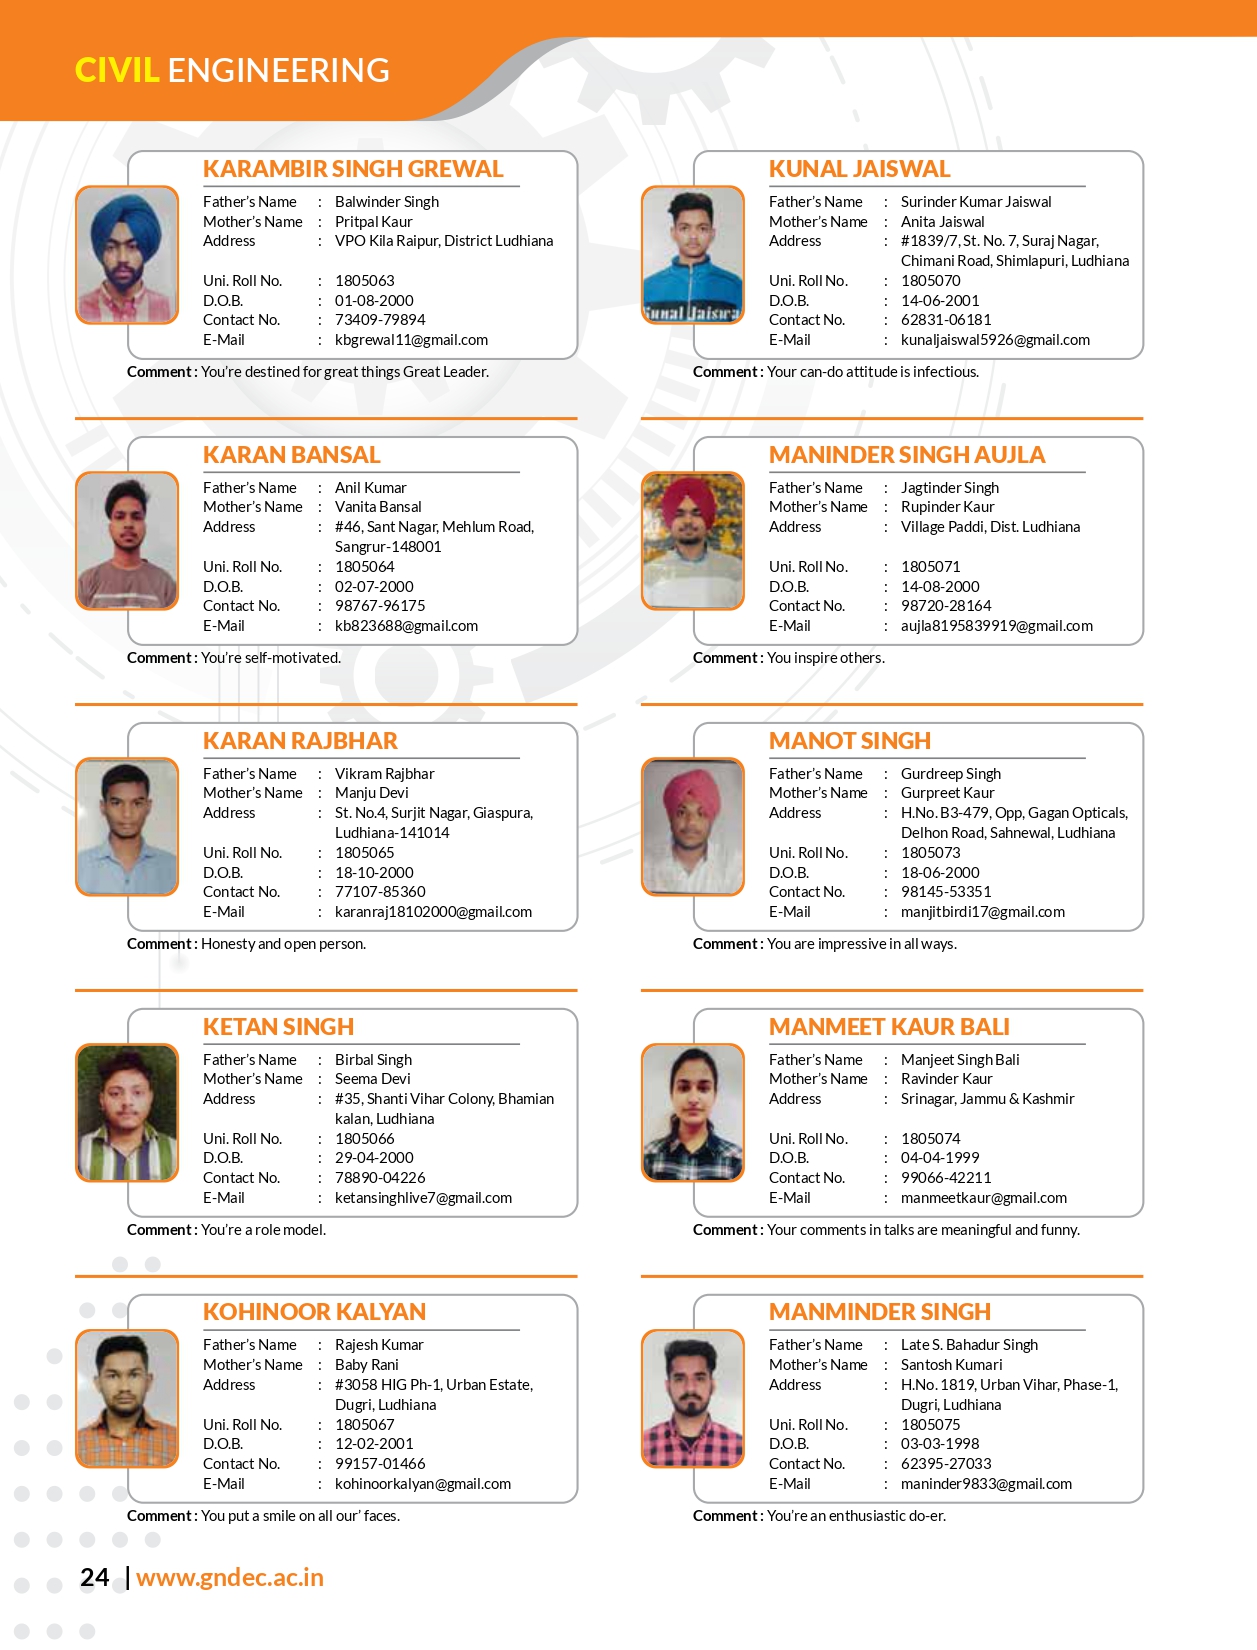 CIVIL ENGINEERING
KARAMBIR SINGH GREWAL
Father's Name : Balwinder Singh
Mother's Name : Pritpal Kaur
Address : VPO Kila Raipur, District Ludhiana
Uni. Roll No. : 1805063
D.O.B. : 01-08-2000
Contact No. : 73409-79894
E-Mail : kbgrewal11@gmail.com
Comment : You're destined for great things Great Leader.
KARAN BANSAL
Father's Name : Anil Kumar
Mother's Name : Vanita Bansal
Address : #46, Sant Nagar, Mehlum Road,
Sangrur-148001
Uni. Roll No. : 1805064
D.O.B. : 02-07-2000
Contact No. : 98767-96175
E-Mail : kb823688@gmail.com
Comment : You're self-motivated.
KARAN RAJBHAR
Father's Name : Vikram Rajbhar
Mother's Name : Manju Devi
Address : St. No.4, Surjit Nagar, Giaspura,
Ludhiana-141014
Uni. Roll No. : 1805065
D.O.B. : 18-10-2000
Contact No. : 77107-85360
E-Mail : karanraj18102000@gmail.com
Comment : Honesty and open person.
KETAN SINGH
Father's Name : Birbal Singh
Mother's Name : Seema Devi
Address : #35, Shanti Vihar Colony, Bhamian
kalan, Ludhiana
Uni. Roll No. : 1805066
D.O.B. : 29-04-2000
Contact No. : 78890-04226
E-Mail : ketansinghlive7@gmail.com
Comment : You're a role model.
KOHINOOR KALYAN
Father's Name : Rajesh Kumar
Mother's Name : Baby Rani
Address : #3058 HIG Ph-1, Urban Estate,
Dugri, Ludhiana
Uni. Roll No. : 1805067
D.O.B. : 12-02-2001
Contact No. : 99157-01466
E-Mail : kohinoorkalyan@gmail.com
Comment : You put a smile on all our' faces.
KUNAL JAISWAL
Father's Name : Surinder Kumar Jaiswal
Mother's Name : Anita Jaiswal
Address : #1839/7, St. No. 7, Suraj Nagar,
Chimani Road, Shimlapuri, Ludhiana
Uni. Roll No. : 1805070
D.O.B. : 14-06-2001
Contact No. : 62831-06181
E-Mail : kunaljaiswal5926@gmail.com
Comment : Your can-do attitude is infectious.
MANINDER SINGH AUJLA
Father's Name : Jagtinder Singh
Mother's Name : Rupinder Kaur
Address : Village Paddi, Dist. Ludhiana
Uni. Roll No. : 1805071
D.O.B. : 14-08-2000
Contact No. : 98720-28164
E-Mail : aujla8195839919@gmail.com
Comment : You inspire others.
MANOT SINGH
Father's Name : Gurdreep Singh
Mother's Name : Gurpreet Kaur
Address : H.No. B3-479, Opp, Gagan Opticals,
Delhon Road, Sahnewal, Ludhiana
Uni. Roll No. : 1805073
D.O.B. : 18-06-2000
Contact No. : 98145-53351
E-Mail : manjitbirdi17@gmail.com
Comment : You are impressive in all ways.
MANMEET KAUR BALI
Father's Name : Manjeet Singh Bali
Mother's Name : Ravinder Kaur
Address : Srinagar, Jammu & Kashmir
Uni. Roll No. : 1805074
D.O.B. : 04-04-1999
Contact No. : 99066-42211
E-Mail : manmeetkaur@gmail.com
Comment : Your comments in talks are meaningful and funny.
MANMINDER SINGH
Father's Name : Late S. Bahadur Singh
Mother's Name : Santosh Kumari
Address : H.No. 1819, Urban Vihar, Phase-1,
Dugri, Ludhiana
Uni. Roll No. : 1805075
D.O.B. : 03-03-1998
Contact No. : 62395-27033
E-Mail : maninder9833@gmail.com
Comment : You're an enthusiastic do-er.
24 | www.gndec.ac.in